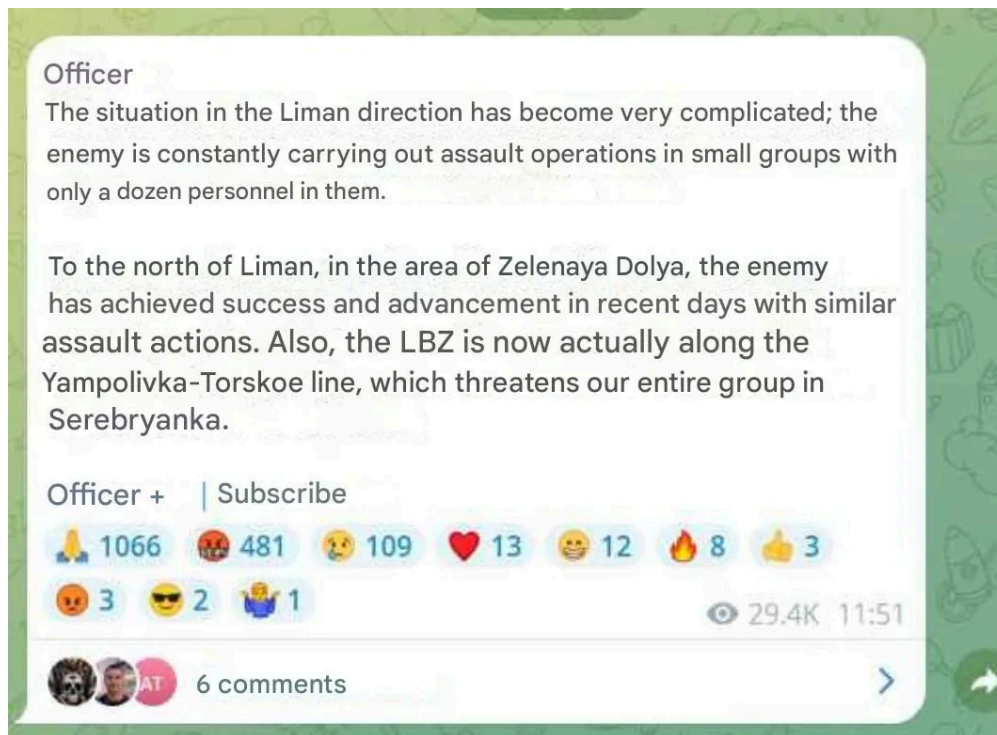 Officer
The situation in the Liman direction has become very complicated; the
enemy is constantly carrying out assault operations in small groups with
only a dozen personnel in them.
To the north of Liman, in the area of Zelenaya Dolya, the enemy
has achieved success and advancement in recent days with similar
assault actions. Also, the LBZ is now actually along the
Yampolivka-Torskoe line, which threatens our entire group in
Serebryanka.
Officer + | Subscribe
1066 481 109 13 12 8 3
3 2 1
29.4K 11:51
AT 6 comments